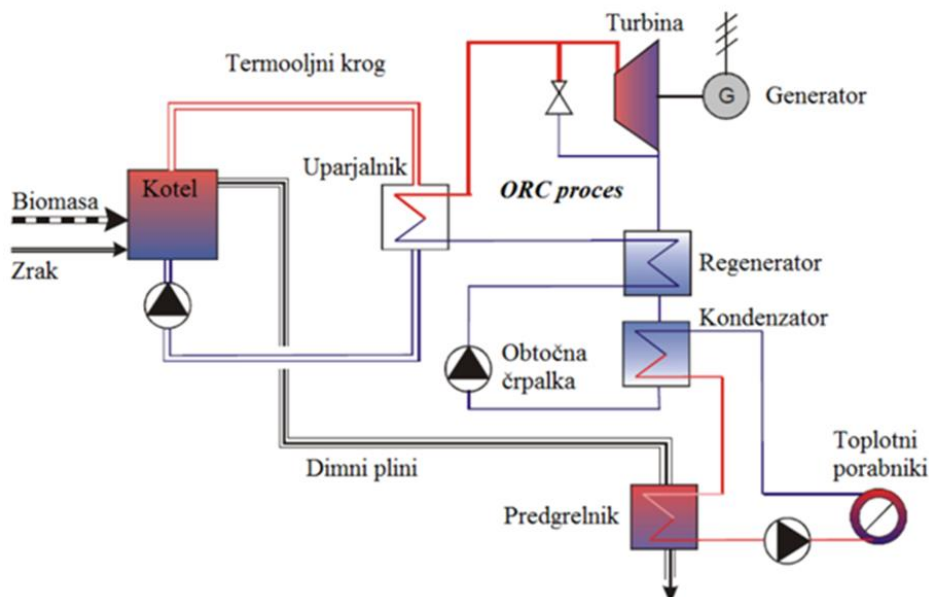 Turbina
Termooljni krog
G
Generator
Uparjalnik
Kotel
ORC proces
Biomasa
Zrak
Regenerator
Kondenzator
Obtočna
črpalka
Toplotni
porabniki
Dimni plini
Predgrelnik